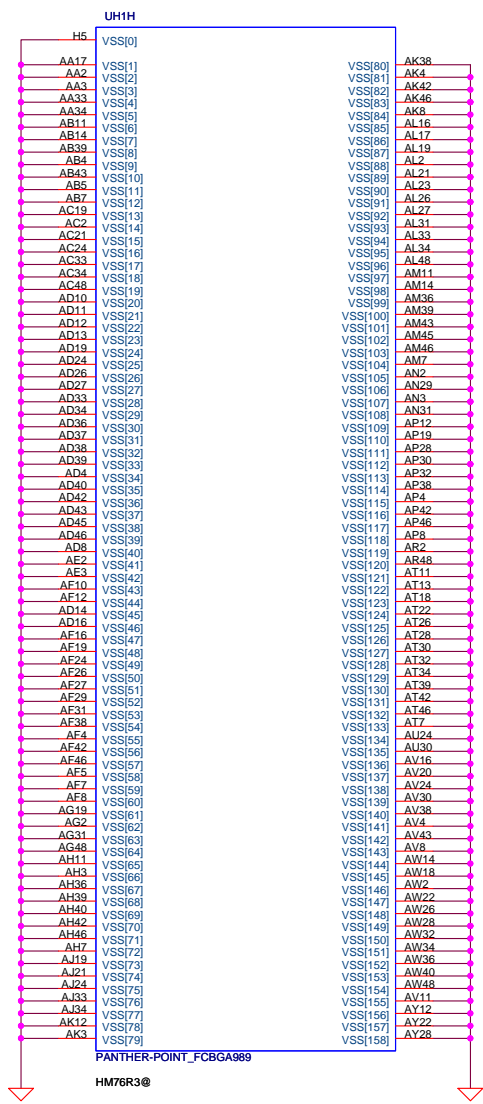 UH1H
H5 VSS[0]
AA17 VSS[1] VSS[80] AK38
AA2 VSS[2] VSS[81] AK4
AA3 VSS[3] VSS[82] AK42
AA33 VSS[4] VSS[83] AK46
AA34 VSS[5] VSS[84] AK8
AB11 VSS[6] VSS[85] AL16
AB14 VSS[7] VSS[86] AL17
AB39 VSS[8] VSS[87] AL19
AB4 VSS[9] VSS[88] AL2
AB43 VSS[10] VSS[89] AL21
AB5 VSS[11] VSS[90] AL23
AB7 VSS[12] VSS[91] AL26
AC19 VSS[13] VSS[92] AL27
AC2 VSS[14] VSS[93] AL31
AC21 VSS[15] VSS[94] AL33
AC24 VSS[16] VSS[95] AL34
AC33 VSS[17] VSS[96] AL48
AC34 VSS[18] VSS[97] AM11
AC48 VSS[19] VSS[98] AM14
AD10 VSS[20] VSS[99] AM36
AD11 VSS[21] VSS[100] AM39
AD12 VSS[22] VSS[101] AM43
AD13 VSS[23] VSS[102] AM45
AD19 VSS[24] VSS[103] AM46
AD24 VSS[25] VSS[104] AM7
AD26 VSS[26] VSS[105] AN2
AD27 VSS[27] VSS[106] AN29
AD33 VSS[28] VSS[107] AN3
AD34 VSS[29] VSS[108] AN31
AD36 VSS[30] VSS[109] AP12
AD37 VSS[31] VSS[110] AP19
AD38 VSS[32] VSS[111] AP28
AD39 VSS[33] VSS[112] AP30
AD4 VSS[34] VSS[113] AP32
AD40 VSS[35] VSS[114] AP38
AD42 VSS[36] VSS[115] AP4
AD43 VSS[37] VSS[116] AP42
AD45 VSS[38] VSS[117] AP46
AD46 VSS[39] VSS[118] AP8
AD8 VSS[40] VSS[119] AR2
AE2 VSS[41] VSS[120] AR48
AE3 VSS[42] VSS[121] AT11
AF10 VSS[43] VSS[122] AT13
AF12 VSS[44] VSS[123] AT18
AD14 VSS[45] VSS[124] AT22
AD16 VSS[46] VSS[125] AT26
AF16 VSS[47] VSS[126] AT28
AF19 VSS[48] VSS[127] AT30
AF24 VSS[49] VSS[128] AT32
AF26 VSS[50] VSS[129] AT34
AF27 VSS[51] VSS[130] AT39
AF29 VSS[52] VSS[131] AT42
AF31 VSS[53] VSS[132] AT46
AF38 VSS[54] VSS[133] AT7
AF4 VSS[55] VSS[134] AU24
AF42 VSS[56] VSS[135] AU30
AF46 VSS[57] VSS[136] AV16
AF5 VSS[58] VSS[137] AV20
AF7 VSS[59] VSS[138] AV24
AF8 VSS[60] VSS[139] AV30
AG19 VSS[61] VSS[140] AV38
AG2 VSS[62] VSS[141] AV4
AG31 VSS[63] VSS[142] AV43
AG48 VSS[64] VSS[143] AV8
AH11 VSS[65] VSS[144] AW14
AH3 VSS[66] VSS[145] AW18
AH36 VSS[67] VSS[146] AW2
AH39 VSS[68] VSS[147] AW22
AH40 VSS[69] VSS[148] AW26
AH42 VSS[70] VSS[149] AW28
AH46 VSS[71] VSS[150] AW32
AH7 VSS[72] VSS[151] AW34
AJ19 VSS[73] VSS[152] AW36
AJ21 VSS[74] VSS[153] AW40
AJ24 VSS[75] VSS[154] AW48
AJ33 VSS[76] VSS[155] AV11
AJ34 VSS[77] VSS[156] AY12
AK12 VSS[78] VSS[157] AY22
AK3 VSS[79] VSS[158] AY28
PANTHER-POINT_FCBGA989
HM76R3@